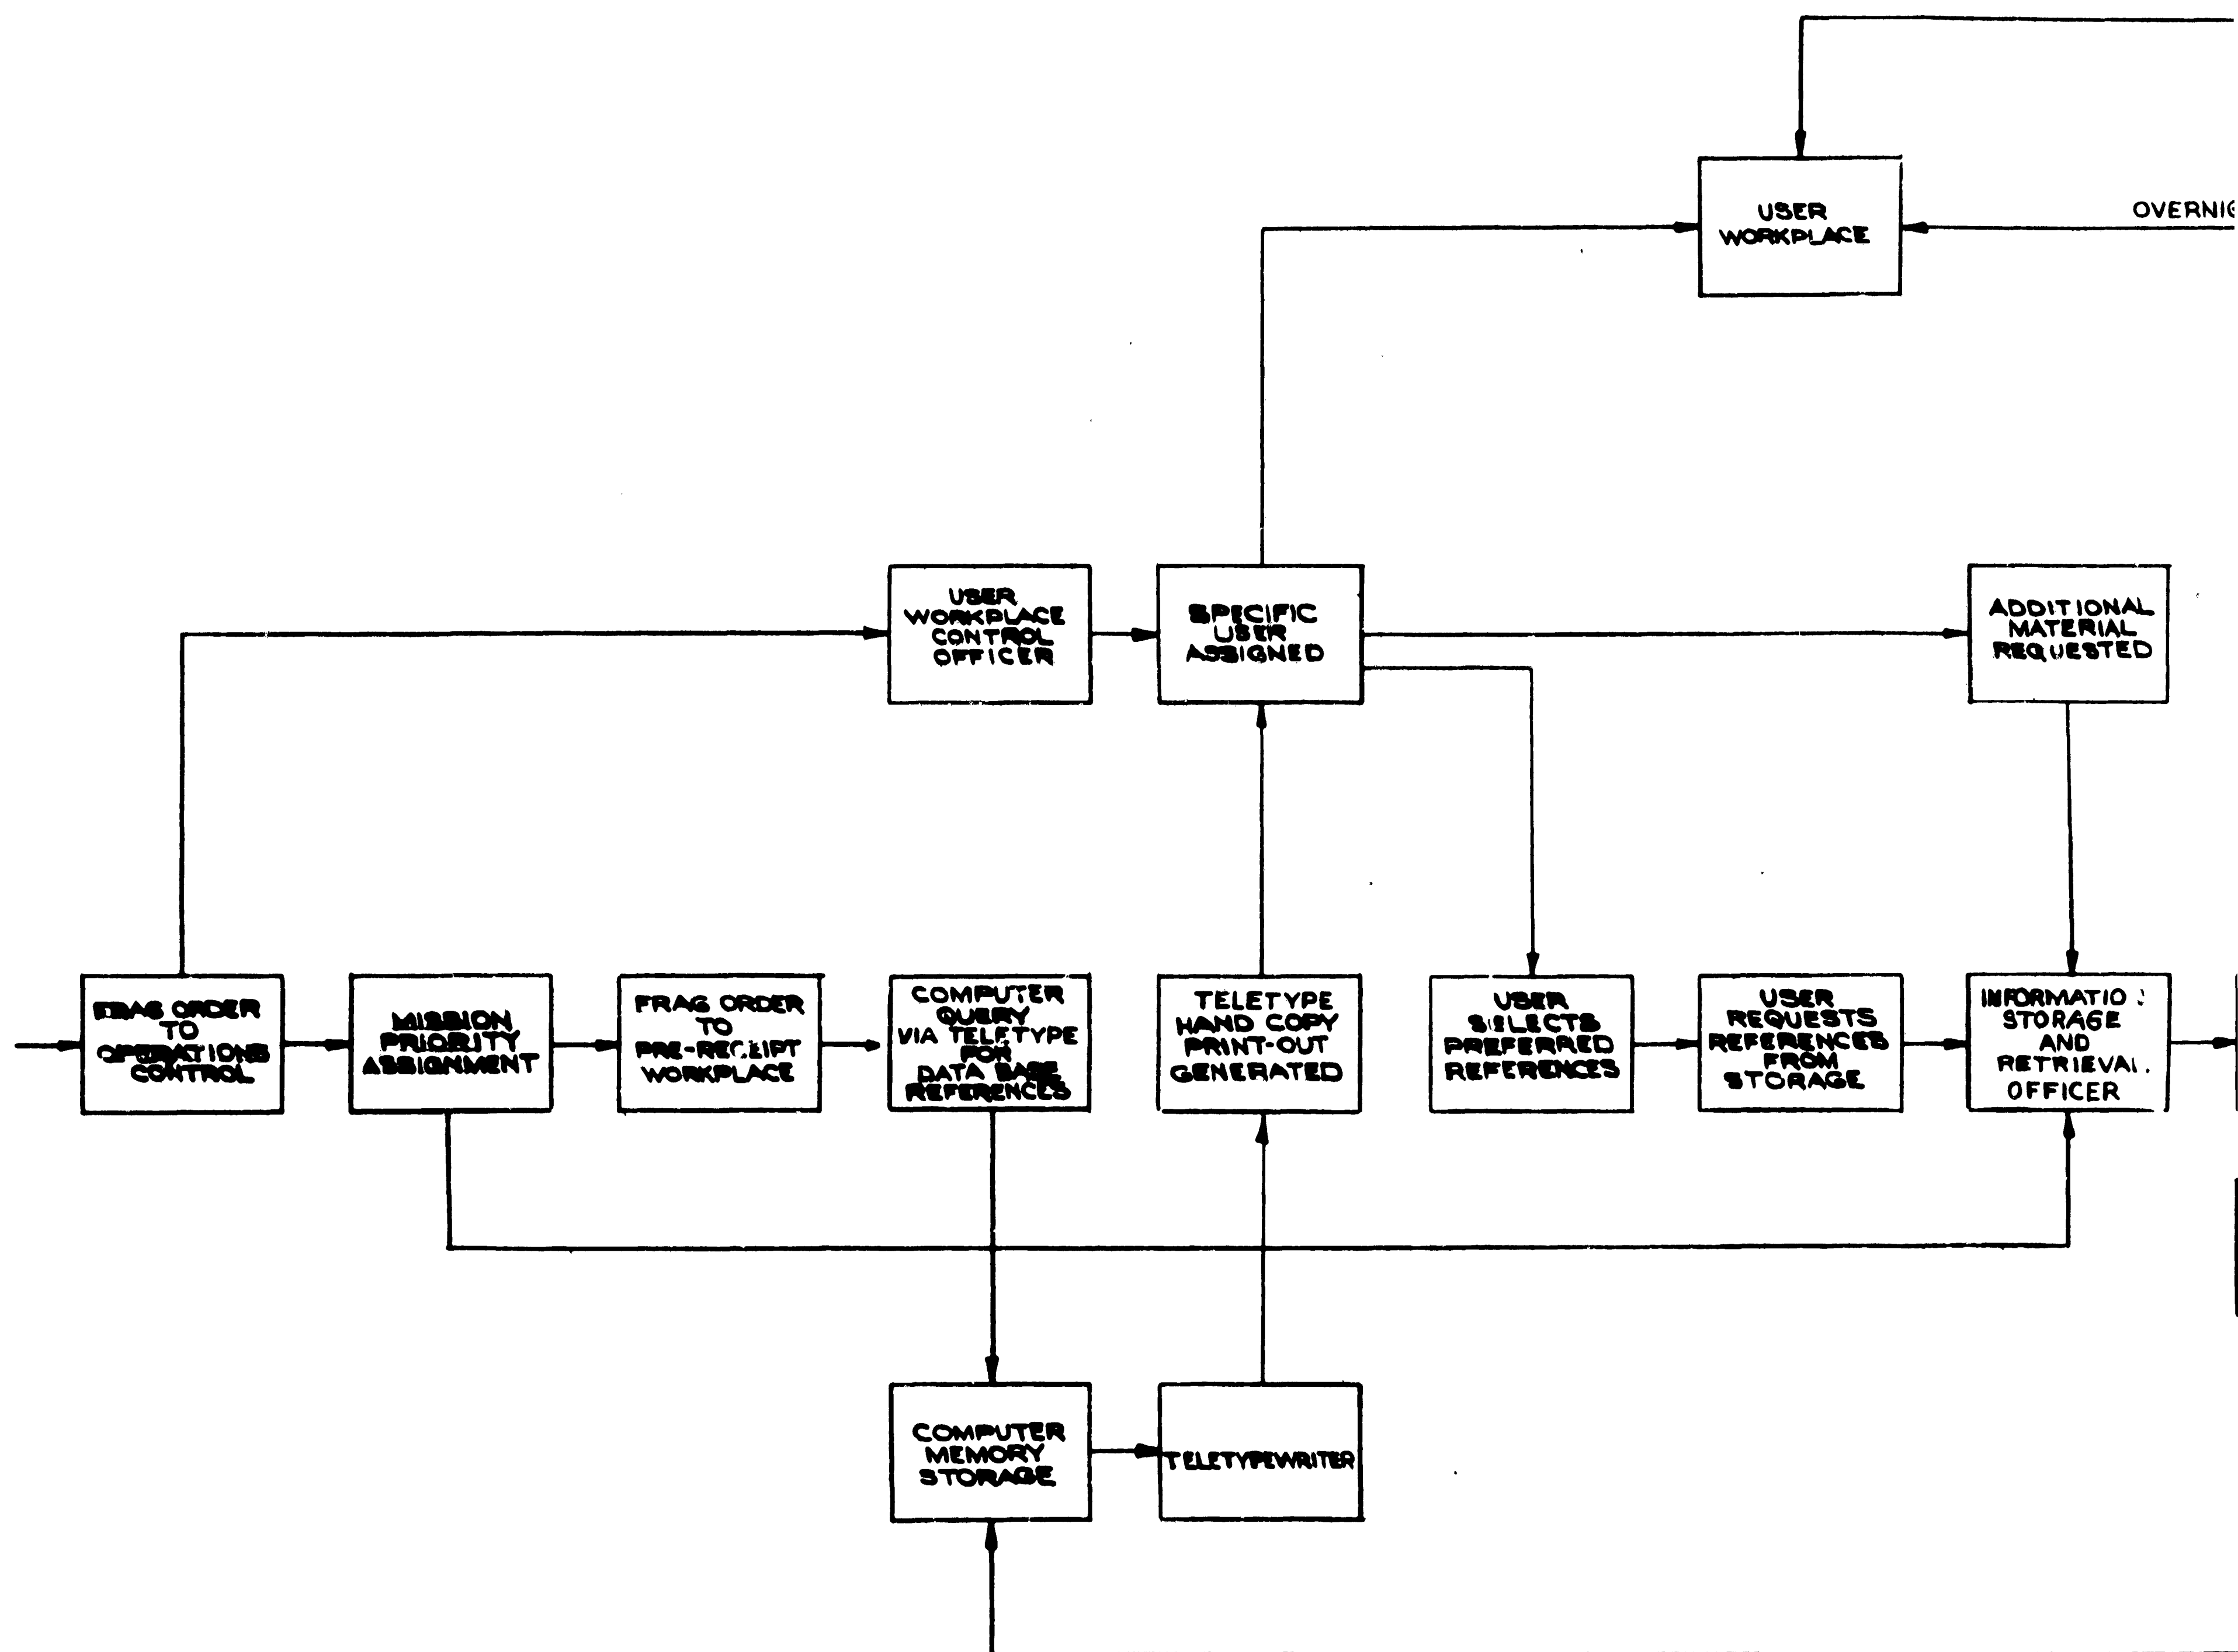 USER
WORKPLACE
OVERNIG
USER
WORKPLACE
CONTROL
OFFICER
SPECIFIC
USER
ASSIGNED
ADDITIONAL
MATERIAL
REQUESTED
FRAG ORDER
TO
OPERATIONS
CONTROL
MISSION
PRIORITY
ASSIGNMENT
FRAG ORDER
TO
PRE-RECEIPT
WORKPLACE
COMPUTER
QUERY
VIA TELETYPE
FOR
DATA BASE
REFERENCES
TELETYPE
HAND COPY
PRINT-OUT
GENERATED
USER
SELECTS
PREFERRED
REFERENCES
USER
REQUESTS
REFERENCES
FROM
STORAGE
INFORMATION
STORAGE
AND
RETRIEVAL
OFFICER
COMPUTER
MEMORY
STORAGE
TELETYPEWRITER